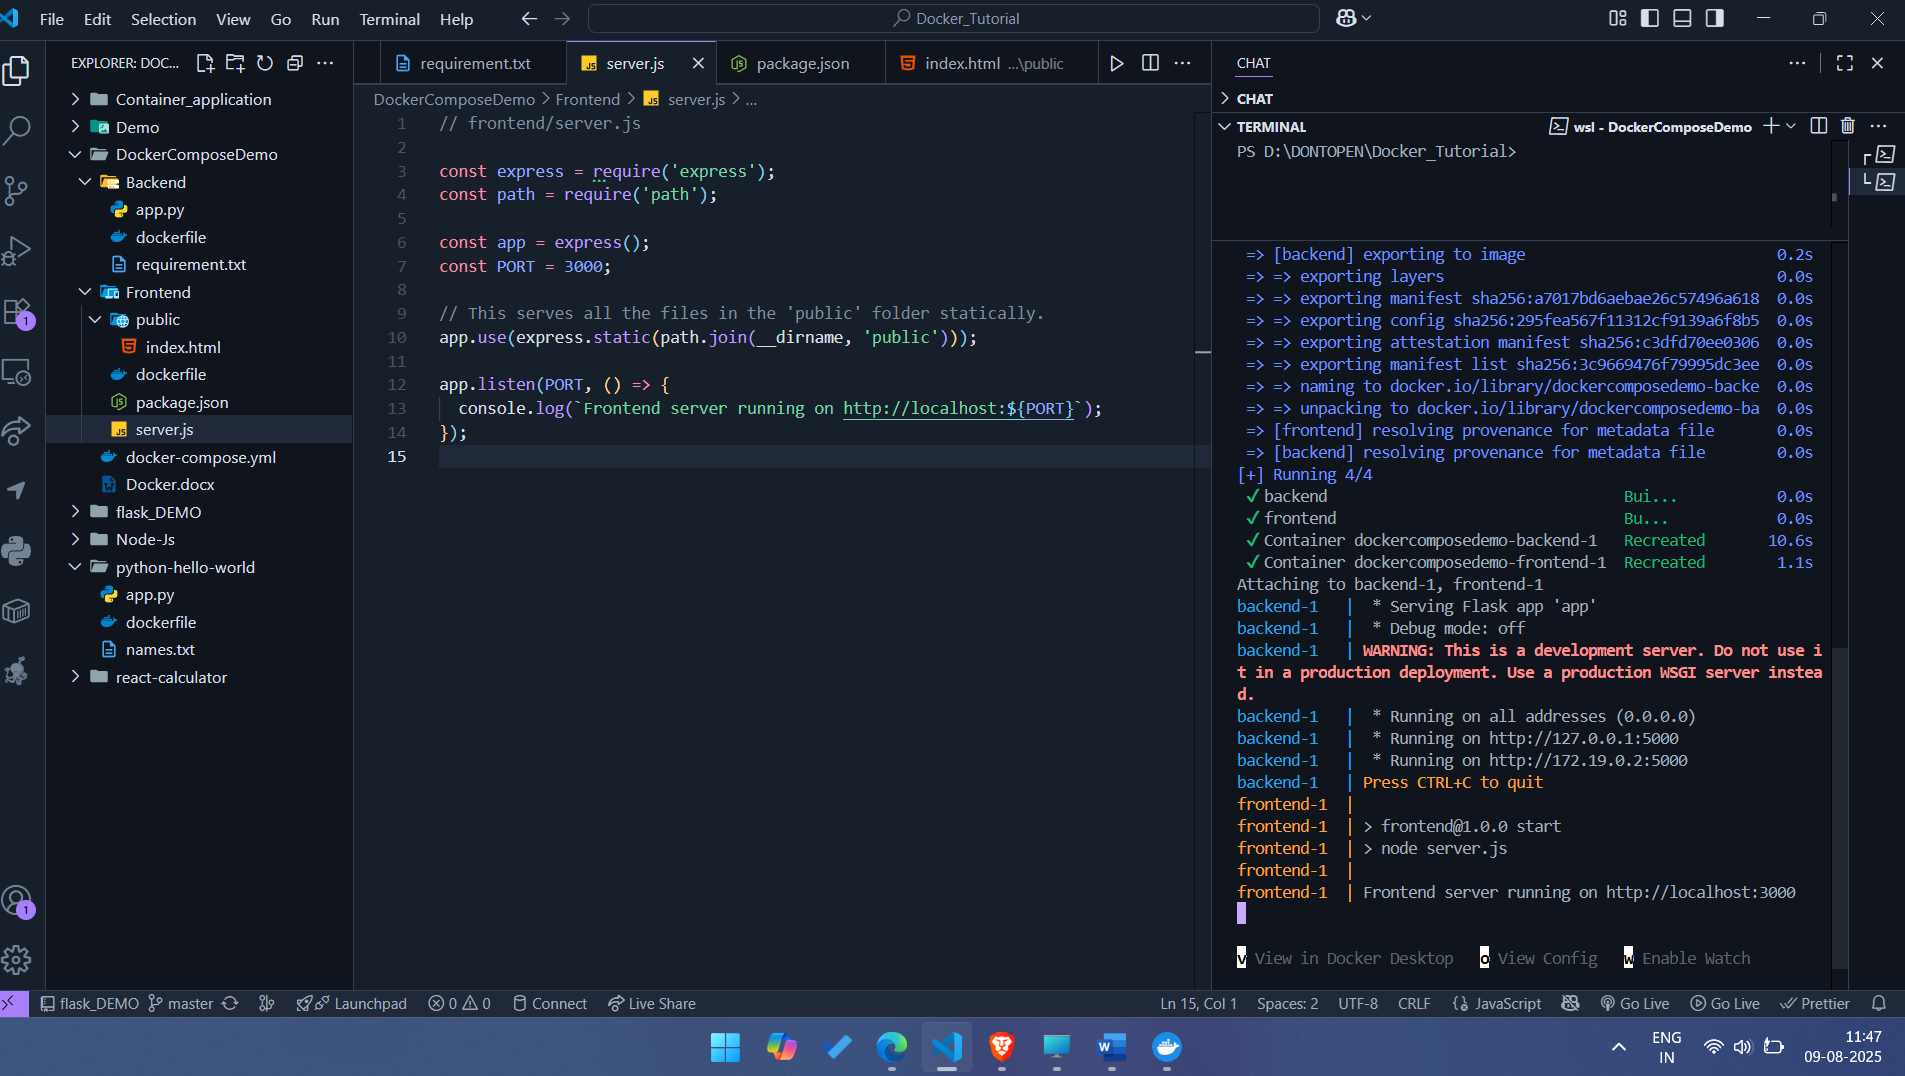 File Edit Selection View Go Run Terminal Help
Docker_Tutorial
EXPLORER: DOC...
Container_application
Demo
DockerComposeDemo
Backend
app.py
dockerfile
requirement.txt
Frontend
public
index.html
dockerfile
package.json
server.js
docker-compose.yml
Docker.docx
flask_DEMO
Node-Js
python-hello-world
app.py
dockerfile
names.txt
react-calculator
1
1
requirement.txt
server.js
package.json
index.html ...\public
DockerComposeDemo > Frontend > server.js > ...
1 // frontend/server.js
2
3 const express = require('express');
4 const path = require('path');
5
6 const app = express();
7 const PORT = 3000;
8
9 // This serves all the files in the 'public' folder statically.
10 app.use(express.static(path.join(__dirname, 'public')));
11
12 app.listen(PORT, () => {
13 console.log(`Frontend server running on http://localhost:${PORT}`);
14 });
15
CHAT
CHAT
TERMINAL
wsl - DockerComposeDemo
PS D:\DONTOPEN\Docker_Tutorial>
=> [backend] exporting to image 0.2s
=> => exporting layers 0.0s
=> => exporting manifest sha256:a7017bd6aebae26c57496a618 0.0s
=> => exporting config sha256:295fea567f11312cf9139a6f8b5 0.0s
=> => exporting attestation manifest sha256:c3dfd70ee0306 0.0s
=> => exporting manifest list sha256:3c9669476f79995dc3ee 0.0s
=> => naming to docker.io/library/dockercomposedemo-backe 0.0s
=> => unpacking to docker.io/library/dockercomposedemo-ba 0.0s
=> [frontend] resolving provenance for metadata file 0.0s
=> [backend] resolving provenance for metadata file 0.0s
[+] Running 4/4
✓ backend Bui... 0.0s
✓ frontend Bu... 0.0s
✓ Container dockercomposedemo-backend-1 Recreated 10.6s
✓ Container dockercomposedemo-frontend-1 Recreated 1.1s
Attaching to backend-1, frontend-1
backend-1 | * Serving Flask app 'app'
backend-1 | * Debug mode: off
backend-1 | WARNING: This is a development server. Do not use i
t in a production deployment. Use a production WSGI server instea
d.
backend-1 | * Running on all addresses (0.0.0.0)
backend-1 | * Running on http://127.0.0.1:5000
backend-1 | * Running on http://172.19.0.2:5000
backend-1 | Press CTRL+C to quit
frontend-1 |
frontend-1 | > frontend@1.0.0 start
frontend-1 | > node server.js
frontend-1 |
frontend-1 | Frontend server running on http://localhost:3000
v View in Docker Desktop o View Config w Enable Watch
flask_DEMO master Launchpad 0 0 Connect Live Share
Ln 15, Col 1 Spaces: 2 UTF-8 CRLF {} JavaScript Go Live Go Live Prettier
ENG
IN
11:47
09-08-2025